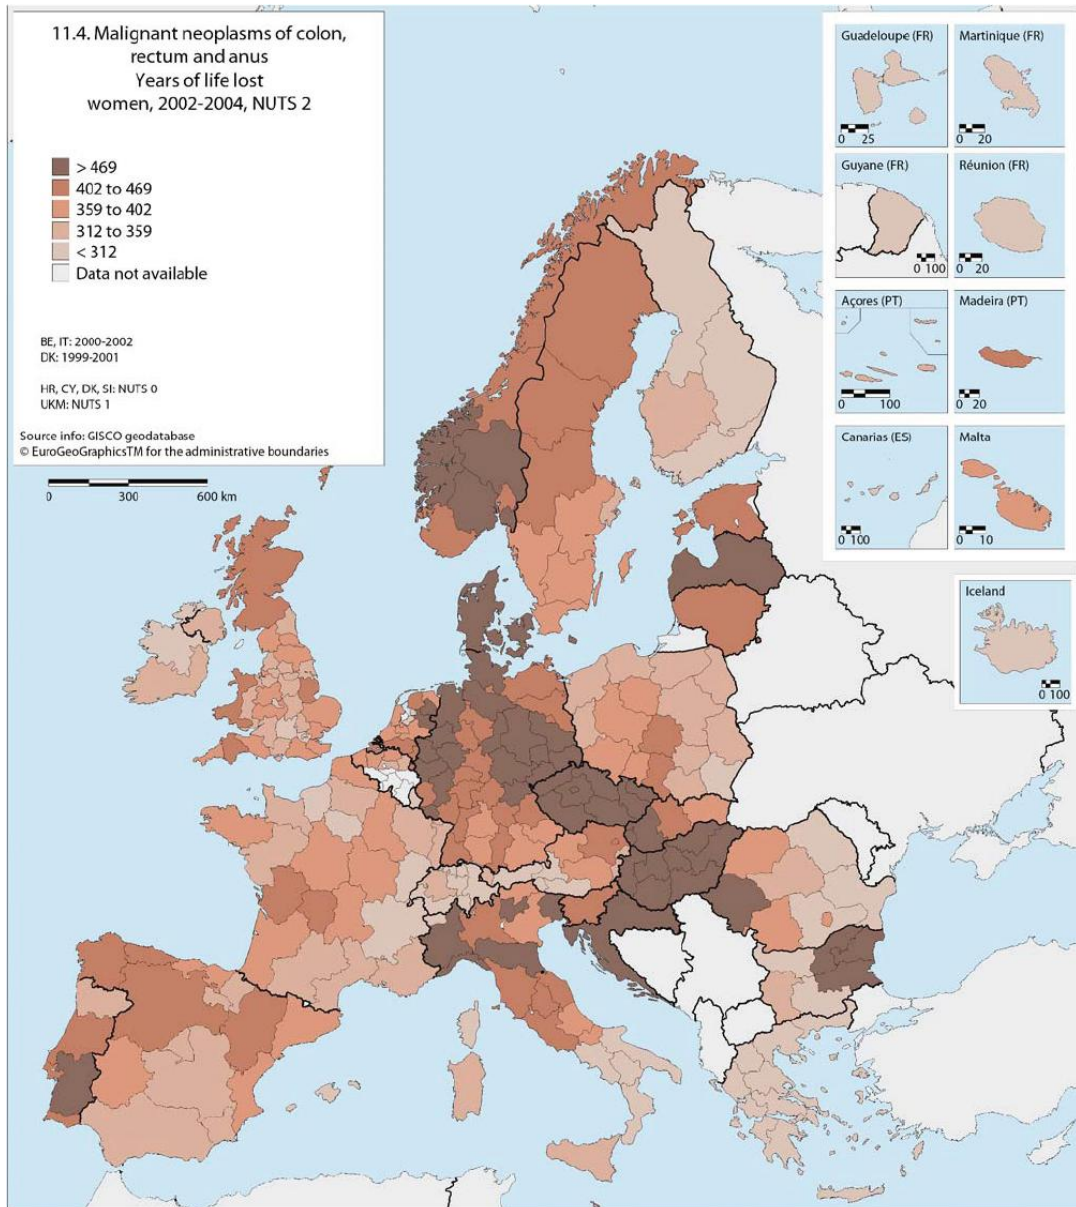 11.4. Malignant neoplasms of colon,
rectum and anus
Years of life lost
women, 2002-2004, NUTS 2
> 469
402 to 469
359 to 402
312 to 359
< 312
Data not available
BE, IT: 2000-2002
DK: 1999-2001
HR, CY, DK, SI: NUTS 0
UKM: NUTS 1
Source info: GISCO geodatabase
© EuroGeoGraphicsTM for the administrative boundaries
0 300 600 km
Guadeloupe (FR)
0 25
Martinique (FR)
0 20
Guyane (FR)
0 100
Réunion (FR)
0 20
Açores (PT)
0 100
Madeira (PT)
0 20
Canarias (ES)
0 100
Malta
0 10
Iceland
0 100